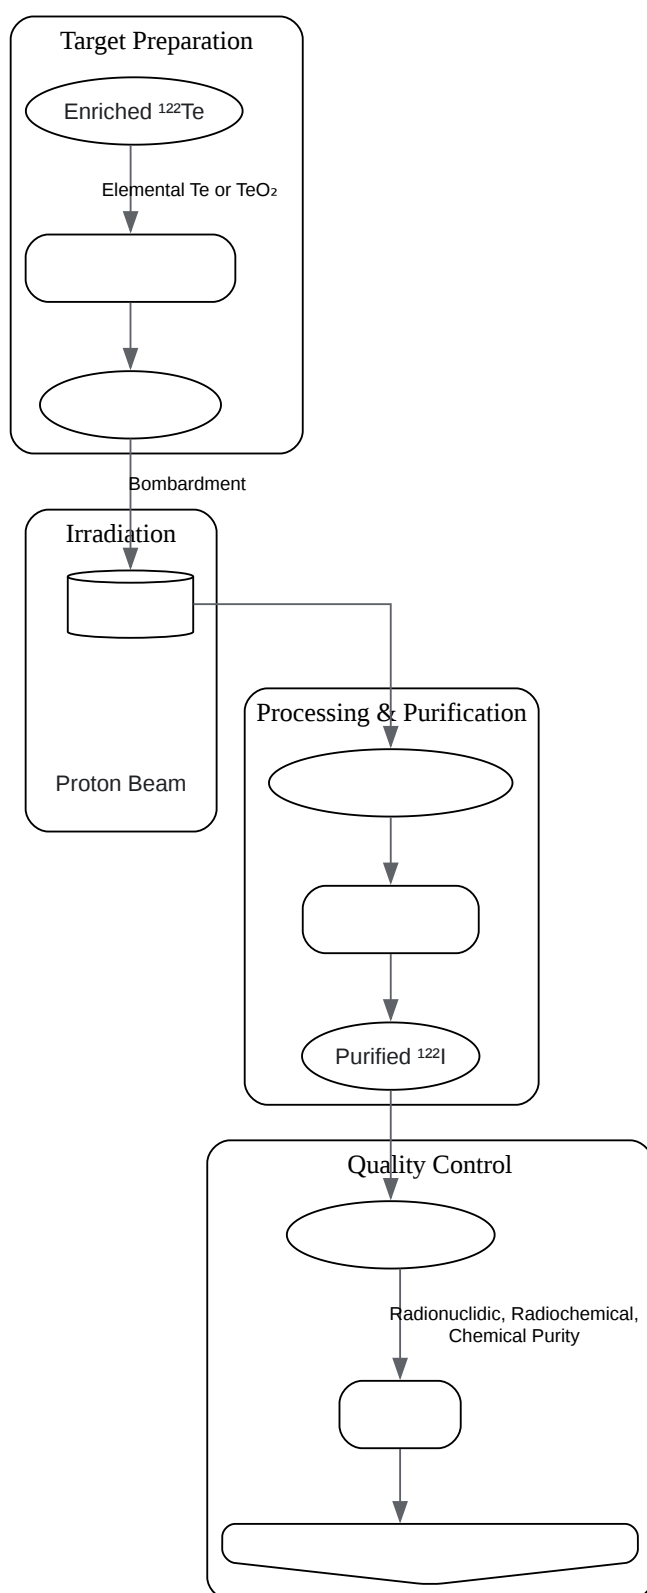 Target Preparation
Enriched ¹²²Te
Elemental Te or TeO₂
Bombardment
Irradiation
Proton Beam
Processing & Purification
Purified ¹²²I
Quality Control
Radionuclidic, Radiochemical,
Chemical Purity